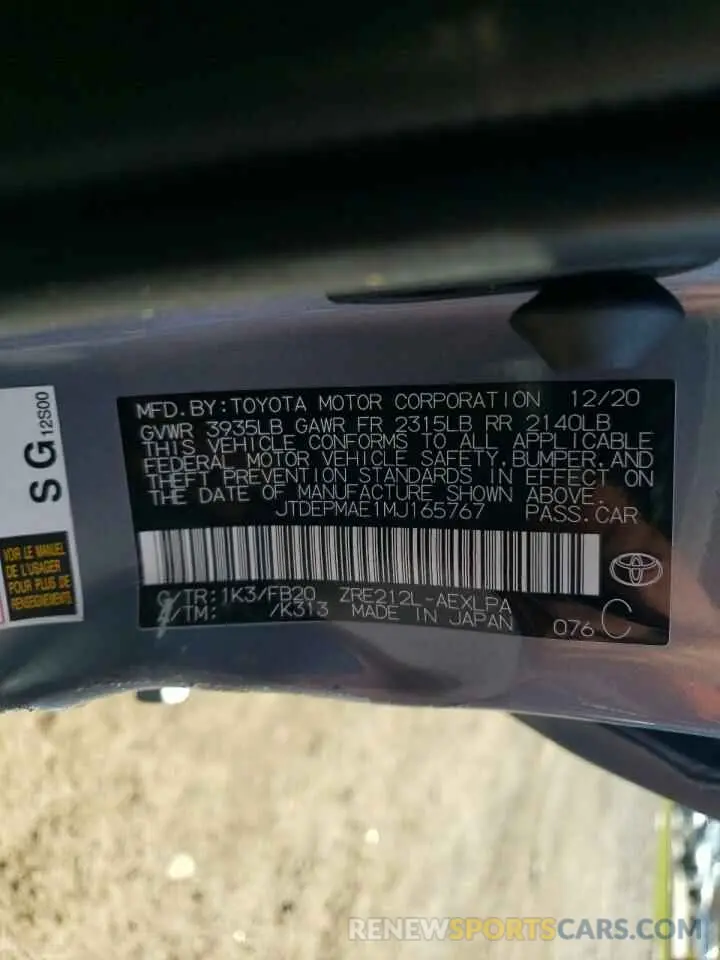 MFD. BY: TOYOTA MOTOR CORPORATION 12/20
GVWR 3935LB GAWR FR 2315LB RR 2140LB
THIS VEHICLE CONFORMS TO ALL APPLICABLE
FEDERAL MOTOR VEHICLE SAFETY, BUMPER, AND
THEFT PREVENTION STANDARDS IN EFFECT ON
THE DATE OF MANUFACTURE SHOWN ABOVE.
JTDEPMAE1MJ165767 PASS. CAR
C/TR: 1K3/FB20 ZRE212L-AEXLPA
A/TM: /K313 MADE IN JAPAN
076 C
SG
12S00
VOIR LE MANUEL
DE L'USAGER
POUR PLUS DE
RENSEIGNEMENTS
RENEWSPORTSCARS.COM